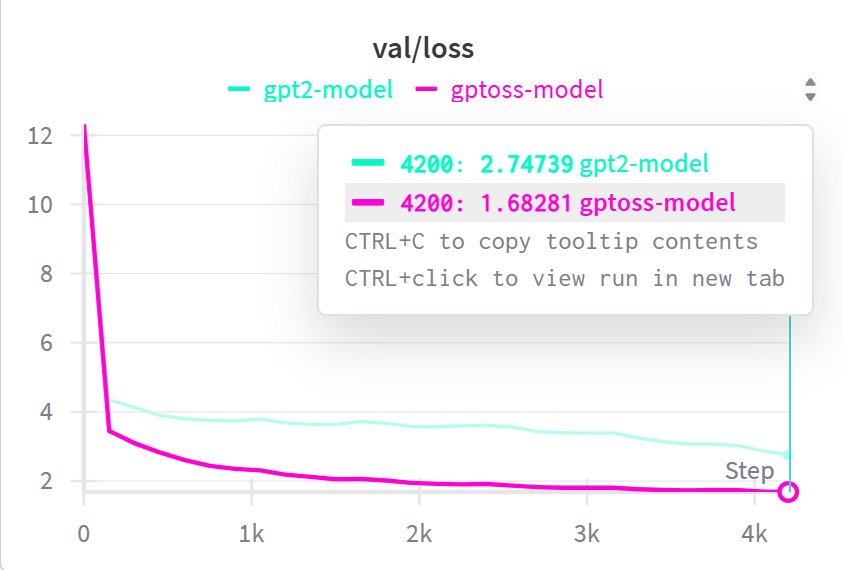 val/loss
gpt2-model gptoss-model
12
10
8
6
4
2
4200: 2.74739 gpt2-model
4200: 1.68281 gptoss-model
CTRL+C to copy tooltip contents
CTRL+click to view run in new tab
Step
0 1k 2k 3k 4k